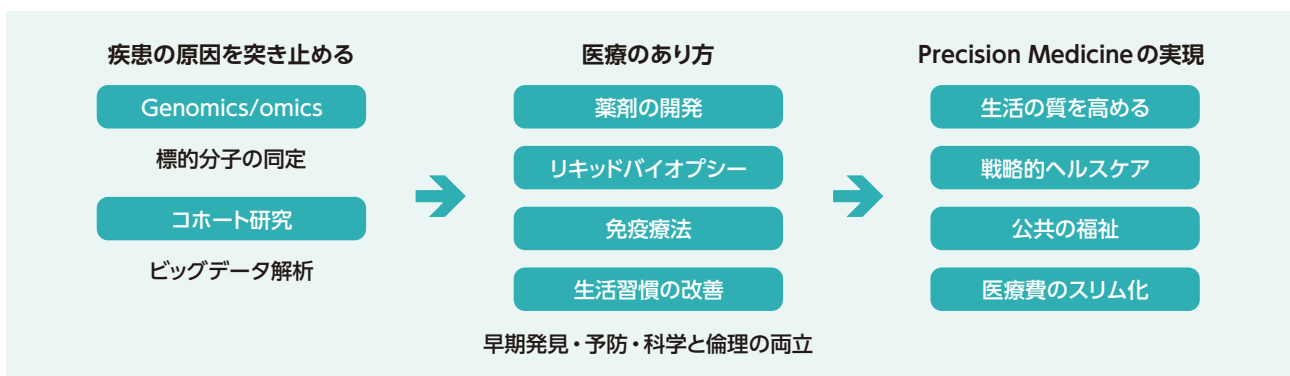 疾患の原因を突き止める
Genomics/omics
標的分子の同定
コホート研究
ビッグデータ解析
医療のあり方
薬剤の開発
リキッドバイオプシー
免疫療法
生活習慣の改善
早期発見・予防・科学と倫理の両立
Precision Medicineの実現
生活の質を高める
戦略的ヘルスケア
公共の福祉
医療費のスリム化